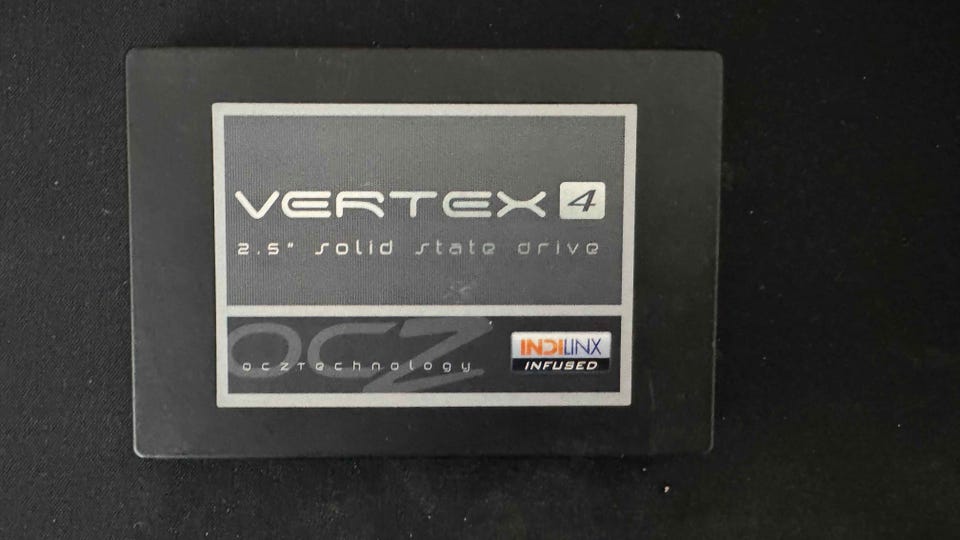 VERTEX 4
2.5" solid state drive
OCZ
ocztechnology
INDILINX
INFUSED